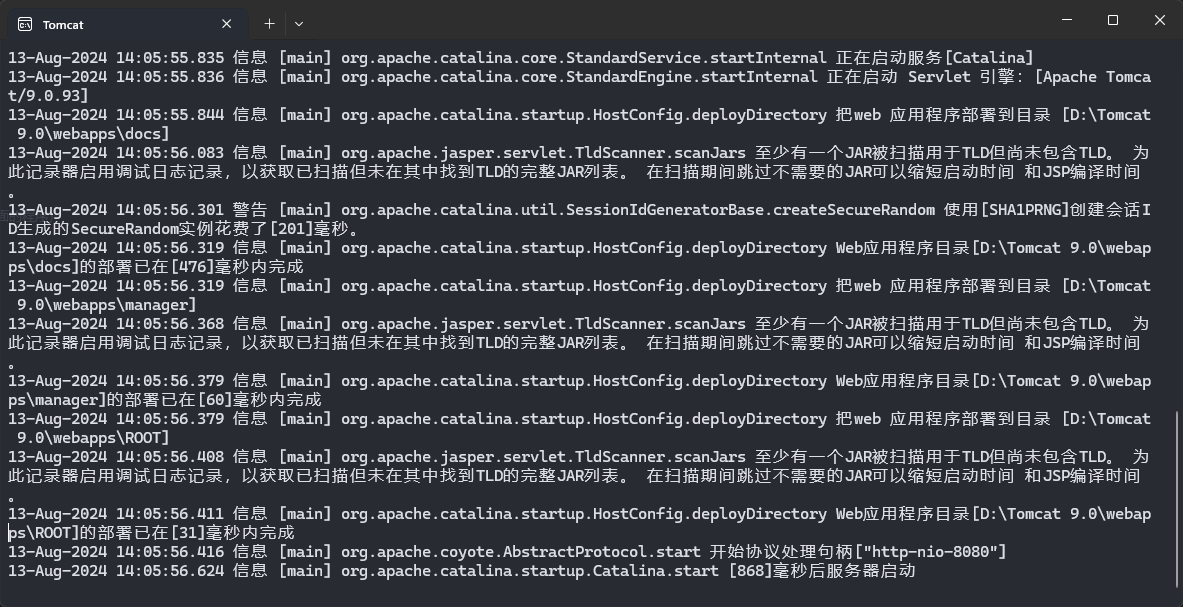 Tomcat
13-Aug-2024 14:05:55.835 信息 [main] org.apache.catalina.core.StandardService.startInternal 正在启动服务[Catalina]
13-Aug-2024 14:05:55.836 信息 [main] org.apache.catalina.core.StandardEngine.startInternal 正在启动 Servlet 引擎：[Apache Tomca
t/9.0.93]
13-Aug-2024 14:05:55.844 信息 [main] org.apache.catalina.startup.HostConfig.deployDirectory 把web 应用程序部署到目录 [D:\Tomcat
 9.0\webapps\docs]
13-Aug-2024 14:05:56.083 信息 [main] org.apache.jasper.servlet.TldScanner.scanJars 至少有一个JAR被扫描用于TLD但尚未包含TLD。 为
此记录器启用调试日志记录，以获取已扫描但未在其中找到TLD的完整JAR列表。 在扫描期间跳过不需要的JAR可以缩短启动时间 和JSP编译时间
。
13-Aug-2024 14:05:56.301 警告 [main] org.apache.catalina.util.SessionIdGeneratorBase.createSecureRandom 使用[SHA1PRNG]创建会话I
D生成的SecureRandom实例花费了[201]毫秒。
13-Aug-2024 14:05:56.319 信息 [main] org.apache.catalina.startup.HostConfig.deployDirectory Web应用程序目录[D:\Tomcat 9.0\webap
ps\docs]的部署已在[476]毫秒内完成
13-Aug-2024 14:05:56.319 信息 [main] org.apache.catalina.startup.HostConfig.deployDirectory 把web 应用程序部署到目录 [D:\Tomcat
 9.0\webapps\manager]
13-Aug-2024 14:05:56.368 信息 [main] org.apache.jasper.servlet.TldScanner.scanJars 至少有一个JAR被扫描用于TLD但尚未包含TLD。 为
此记录器启用调试日志记录，以获取已扫描但未在其中找到TLD的完整JAR列表。 在扫描期间跳过不需要的JAR可以缩短启动时间 和JSP编译时间
。
13-Aug-2024 14:05:56.379 信息 [main] org.apache.catalina.startup.HostConfig.deployDirectory Web应用程序目录[D:\Tomcat 9.0\webap
ps\manager]的部署已在[60]毫秒内完成
13-Aug-2024 14:05:56.379 信息 [main] org.apache.catalina.startup.HostConfig.deployDirectory 把web 应用程序部署到目录 [D:\Tomcat
 9.0\webapps\ROOT]
13-Aug-2024 14:05:56.408 信息 [main] org.apache.jasper.servlet.TldScanner.scanJars 至少有一个JAR被扫描用于TLD但尚未包含TLD。 为
此记录器启用调试日志记录，以获取已扫描但未在其中找到TLD的完整JAR列表。 在扫描期间跳过不需要的JAR可以缩短启动时间 和JSP编译时间
。
13-Aug-2024 14:05:56.411 信息 [main] org.apache.catalina.startup.HostConfig.deployDirectory Web应用程序目录[D:\Tomcat 9.0\webap
ps\ROOT]的部署已在[31]毫秒内完成
13-Aug-2024 14:05:56.416 信息 [main] org.apache.coyote.AbstractProtocol.start 开始协议处理句柄["http-nio-8080"]
13-Aug-2024 14:05:56.624 信息 [main] org.apache.catalina.startup.Catalina.start [868]毫秒后服务器启动